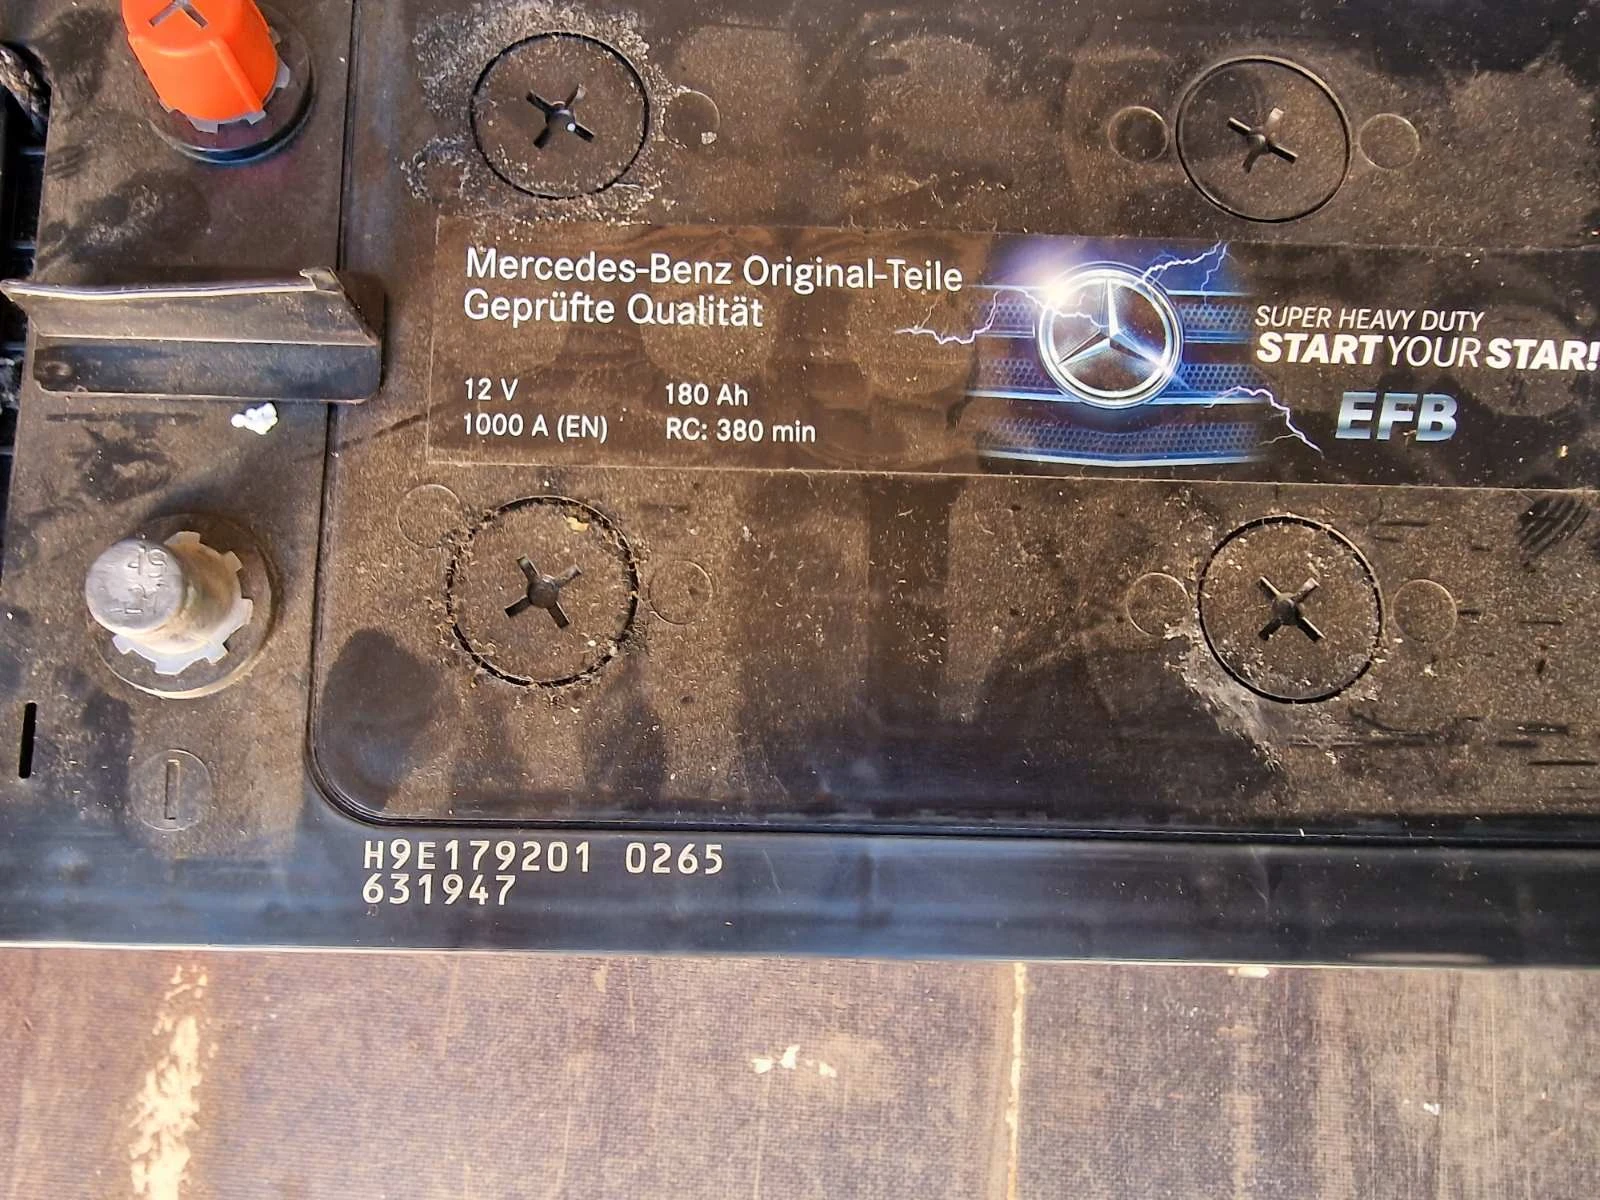 Mercedes-Benz Original-Teile
Geprüfte Qualität
12 V 180 Ah
1000 A (EN) RC: 380 min
SUPER HEAVY DUTY
START YOUR STAR!
EFB
H9E179201 0265
631947